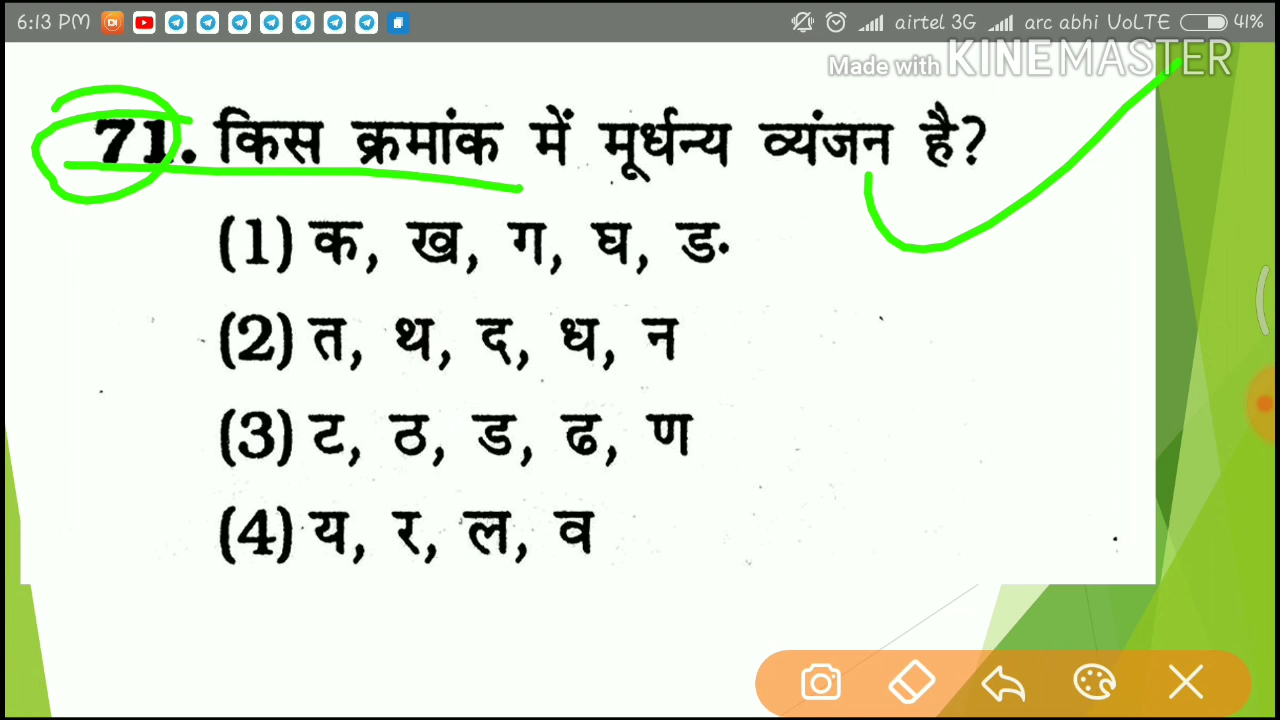 6:13 PM airtel 3G arc abhi VoLTE 41%
Made with KINEMASTER
71. किस क्रमांक में मूर्धन्य व्यंजन है?
(1) क, ख, ग, घ, ङ
(2) त, थ, द, ध, न
(3) ट, ठ, ड, ढ, ण
(4) य, र, ल, व